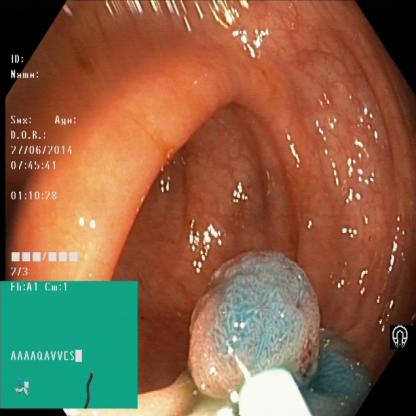 ID:
Name:
Sex: Age:
D.O.B.:
27/06/2014
07:45:41
01:10:28
2/3
Eh:A1 Cm:1
AAAAQAVVCS